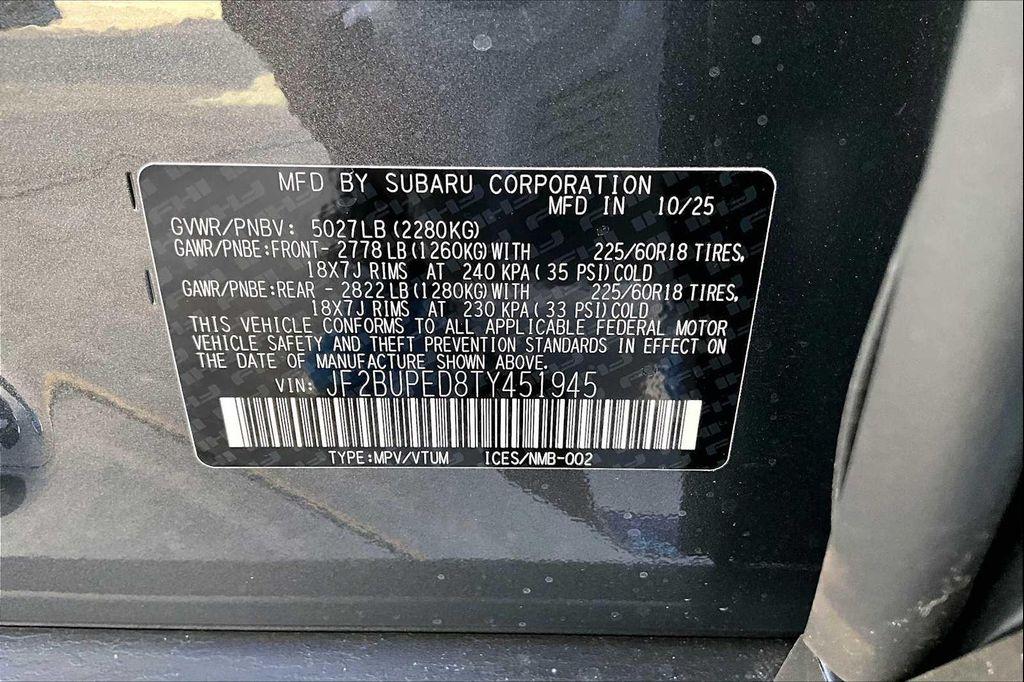 MFD BY SUBARU CORPORATION
MFD IN 10/25
GVWR/PNBV: 5027LB (2280KG)
GAWR/PNBE:FRONT- 2778 LB (1260KG) WITH 225/60R18 TIRES,
18X7J RIMS AT 240 KPA ( 35 PSI) COLD
GAWR/PNBE:REAR - 2822 LB (1280KG) WITH 225/60R18 TIRES,
18X7J RIMS AT 230 KPA ( 33 PSI) COLD
THIS VEHICLE CONFORMS TO ALL APPLICABLE FEDERAL MOTOR
VEHICLE SAFETY AND THEFT PREVENTION STANDARDS IN EFFECT ON
THE DATE OF MANUFACTURE SHOWN ABOVE.
VIN: JF2BUPED8TY451945
TYPE:MPV/VTUM ICES/NMB-002